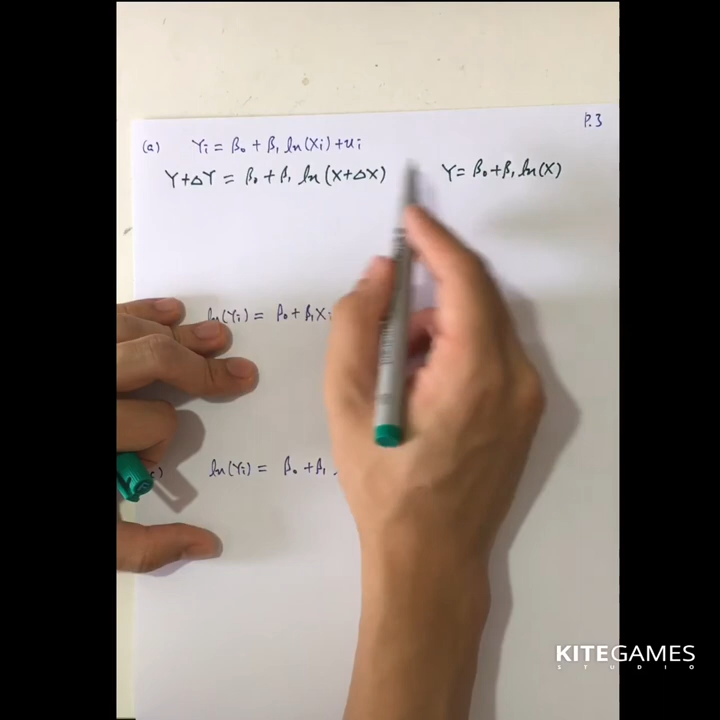 P.3
(a) Yi = β₀ + β₁ ln(Xi) + ui
Y+ΔY = β₀ + β₁ ln(X+ΔX) Y = β₀ + β₁ ln(X)
ln(Yi) = β₀ + β₁Xi
ln(Yi) = β₀ + β₁
KITEGAMES
STUDIO